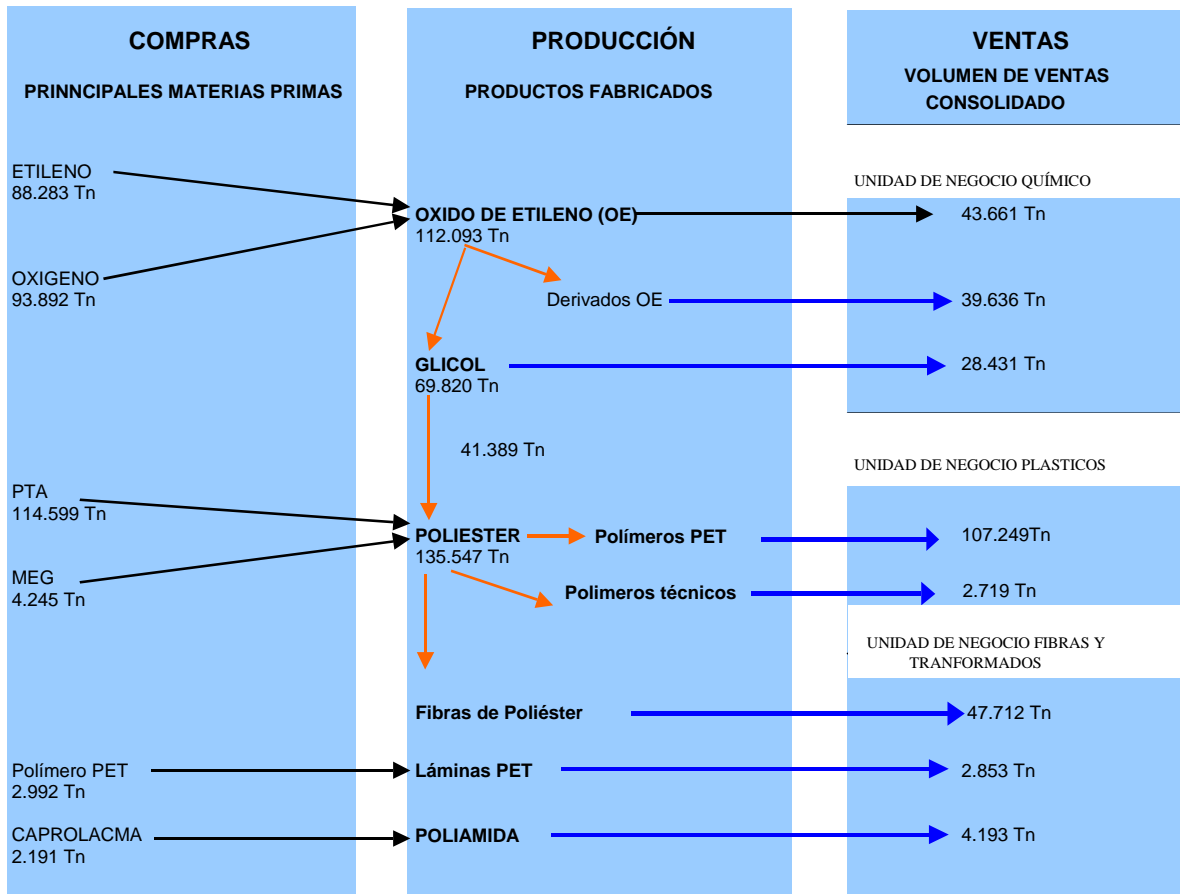 COMPRAS
PRINNCIPALES MATERIAS PRIMAS
ETILENO
88.283 Tn
OXIGENO
93.892 Tn
PTA
114.599 Tn
MEG
4.245 Tn
Polímero PET
2.992 Tn
CAPROLACMA
2.191 Tn
PRODUCCIÓN
PRODUCTOS FABRICADOS
OXIDO DE ETILENO (OE)
112.093 Tn
Derivados OE
GLICOL
69.820 Tn
41.389 Tn
POLIESTER
135.547 Tn
Polímeros PET
Polimeros técnicos
Fibras de Poliéster
Láminas PET
POLIAMIDA
VENTAS
VOLUMEN DE VENTAS
CONSOLIDADO
UNIDAD DE NEGOCIO QUÍMICO
43.661 Tn
39.636 Tn
28.431 Tn
UNIDAD DE NEGOCIO PLASTICOS
107.249Tn
2.719 Tn
UNIDAD DE NEGOCIO FIBRAS Y
TRANFORMADOS
47.712 Tn
2.853 Tn
4.193 Tn